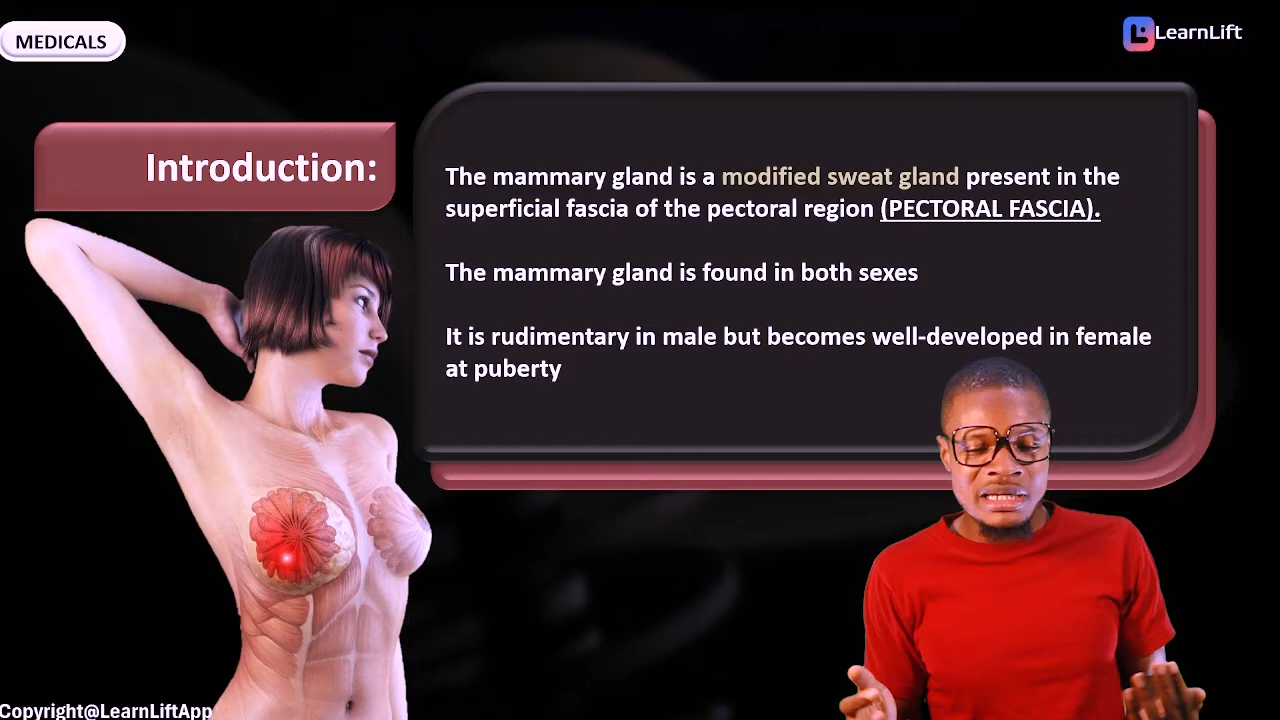 MEDICALS
LearnLift
Introduction:
The mammary gland is a modified sweat gland present in the
superficial fascia of the pectoral region (PECTORAL FASCIA).
The mammary gland is found in both sexes
It is rudimentary in male but becomes well-developed in female
at puberty
Copyright@LearnLiftApp